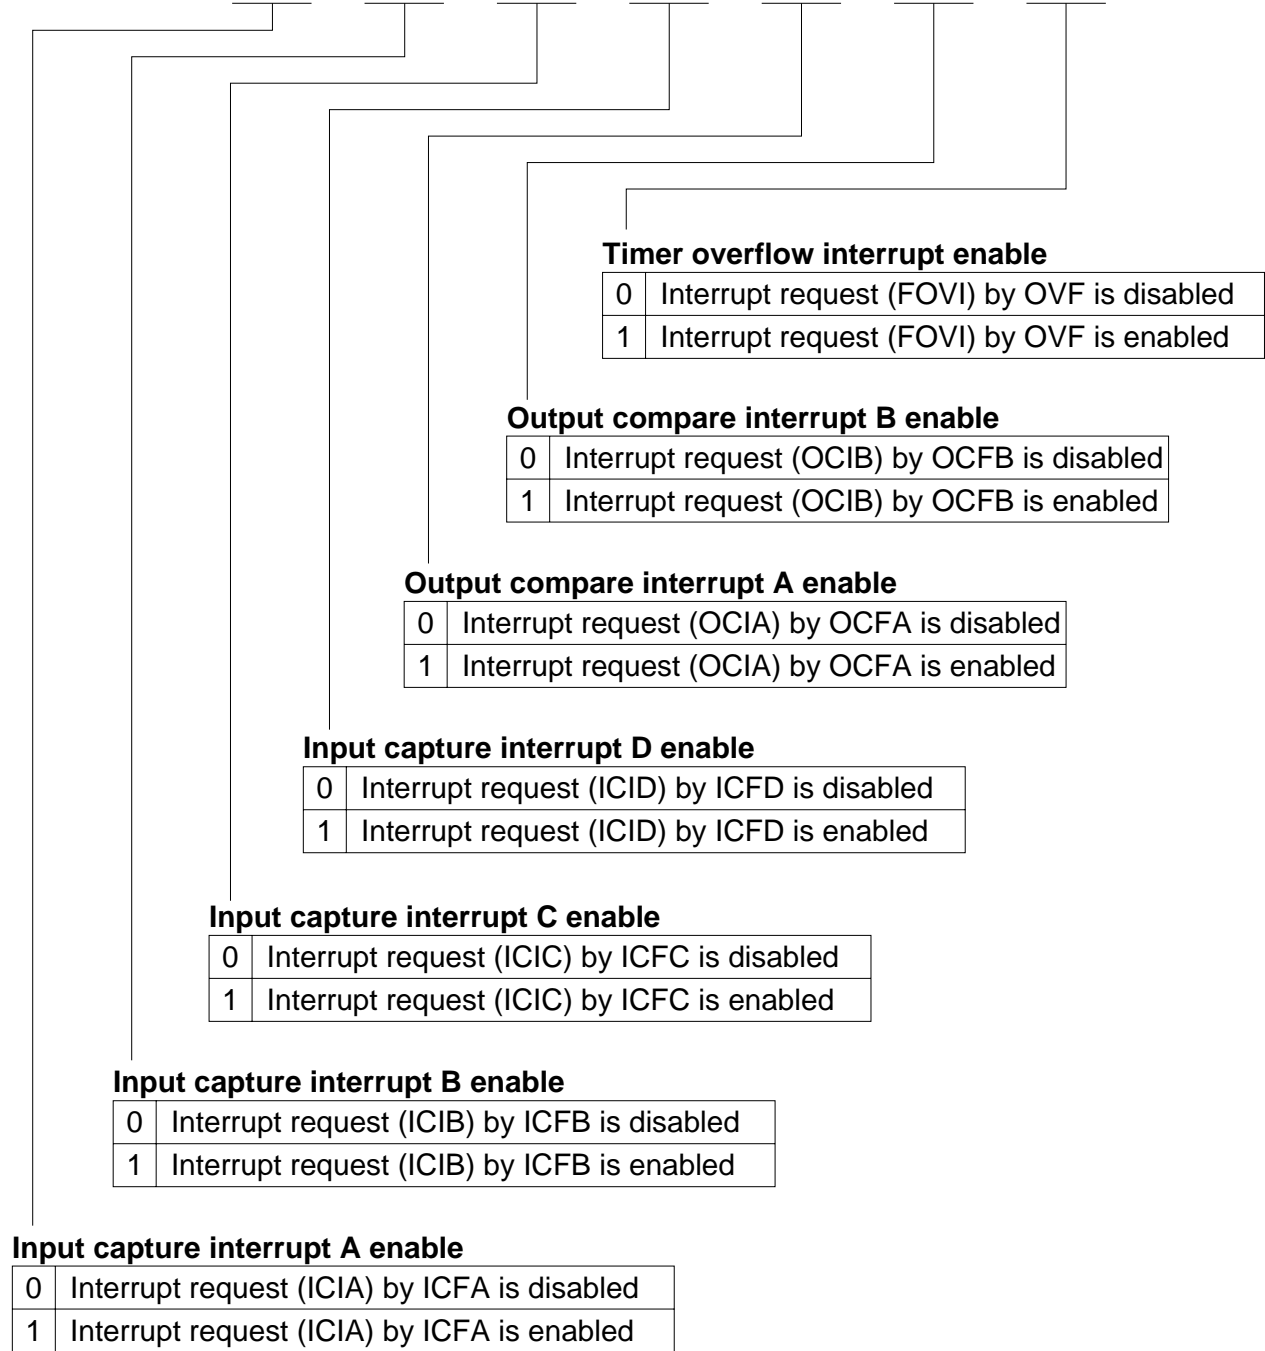 Timer overflow interrupt enable
0 Interrupt request (FOVI) by OVF is disabled
1 Interrupt request (FOVI) by OVF is enabled
Output compare interrupt B enable
0 Interrupt request (OCIB) by OCFB is disabled
1 Interrupt request (OCIB) by OCFB is enabled
Output compare interrupt A enable
0 Interrupt request (OCIA) by OCFA is disabled
1 Interrupt request (OCIA) by OCFA is enabled
Input capture interrupt D enable
0 Interrupt request (ICID) by ICFD is disabled
1 Interrupt request (ICID) by ICFD is enabled
Input capture interrupt C enable
0 Interrupt request (ICIC) by ICFC is disabled
1 Interrupt request (ICIC) by ICFC is enabled
Input capture interrupt B enable
0 Interrupt request (ICIB) by ICFB is disabled
1 Interrupt request (ICIB) by ICFB is enabled
Input capture interrupt A enable
0 Interrupt request (ICIA) by ICFA is disabled
1 Interrupt request (ICIA) by ICFA is enabled